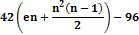 42(en + n²(n−1)/2) − 96